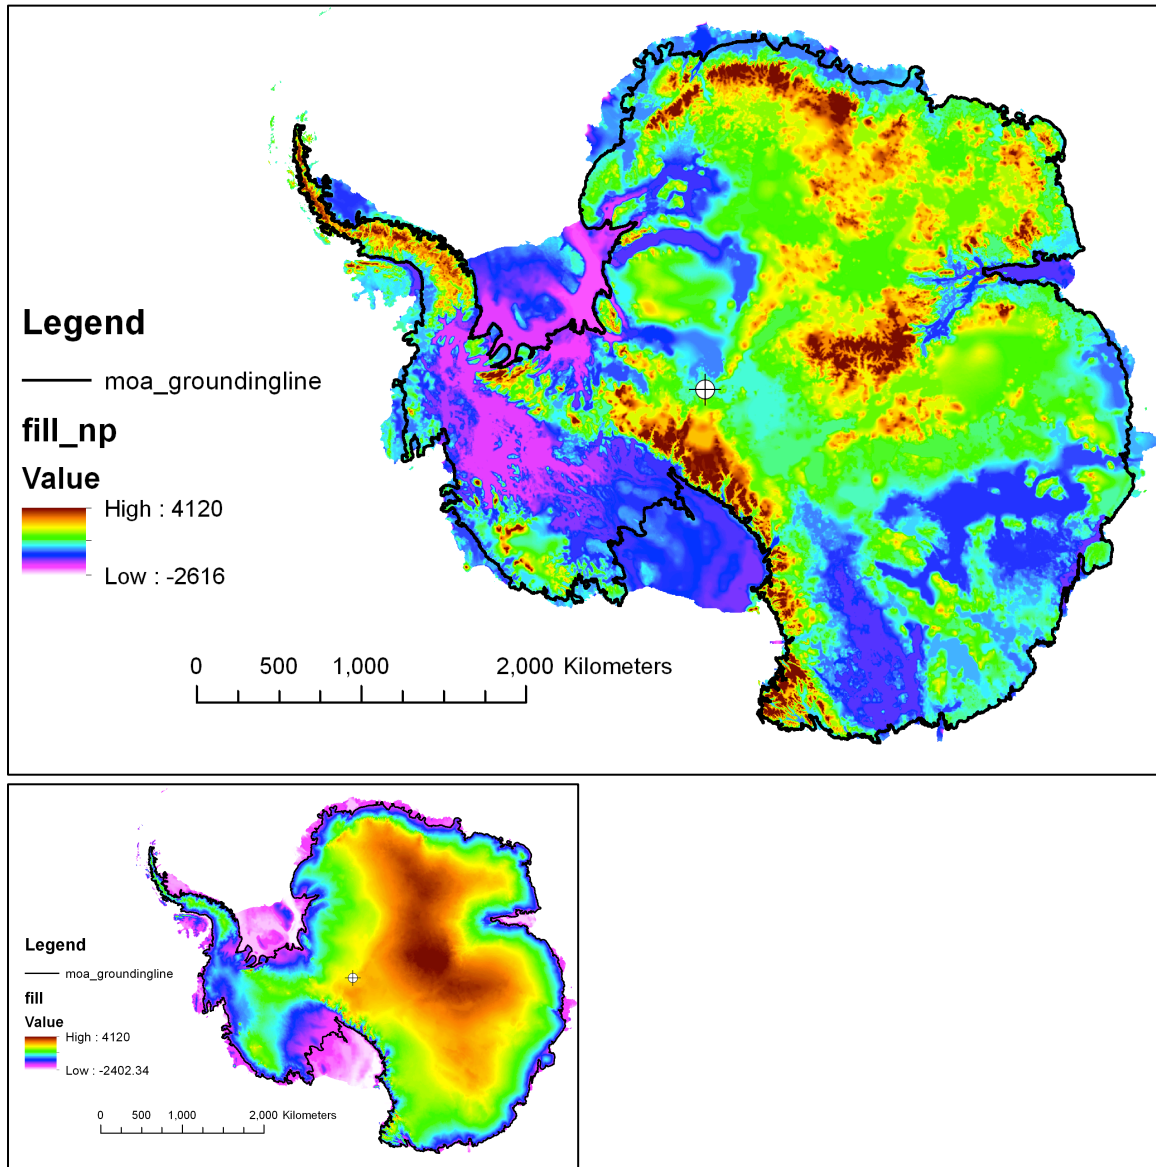 Legend
moa_groundingline
fill_np
Value
High : 4120
Low : -2616
0 500 1,000 2,000 Kilometers
Legend
moa_groundingline
fill
Value
High : 4120
Low : -2402.34
0 500 1,000 2,000 Kilometers